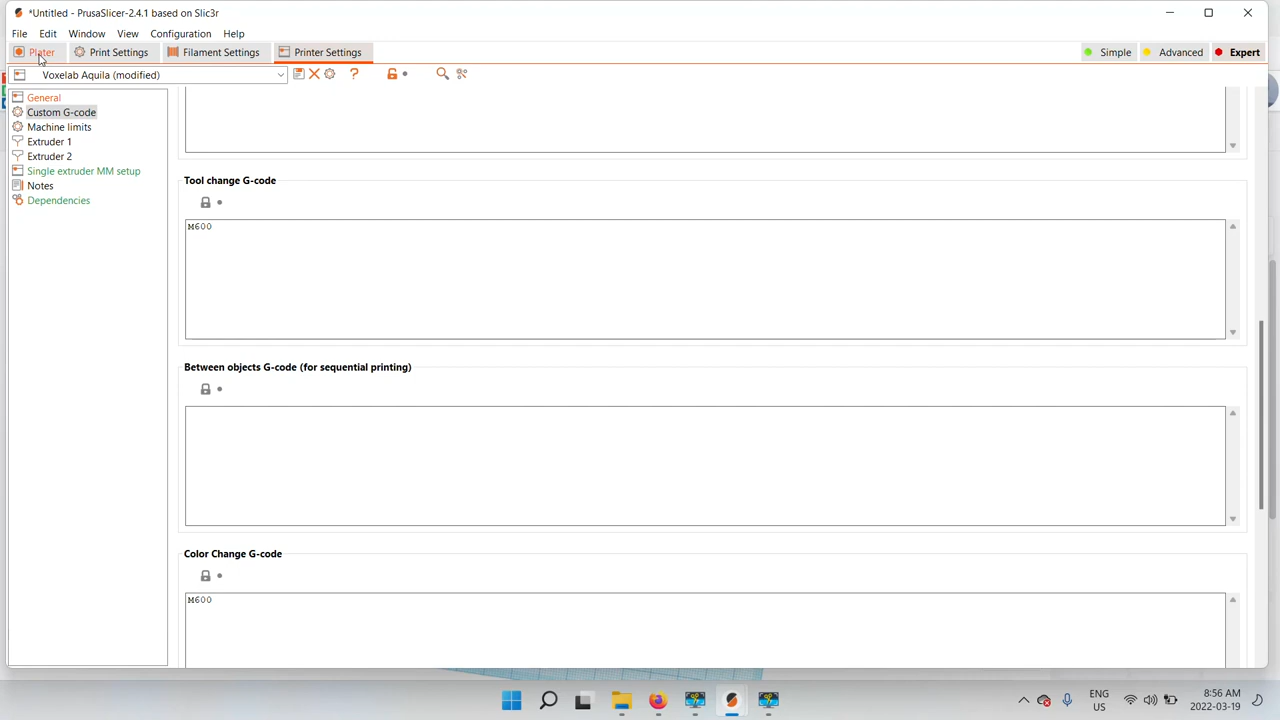 *Untitled - PrusaSlicer-2.4.1 based on Slic3r
File Edit Window View Configuration Help
Plater Print Settings Filament Settings Printer Settings Simple Advanced Expert
Voxelab Aquila (modified)
General
Custom G-code
Machine limits
Extruder 1
Extruder 2
Single extruder MM setup
Notes
Dependencies
Tool change G-code
M600
Between objects G-code (for sequential printing)
Color Change G-code
M600
ENG
US
8:56 AM
2022-03-19